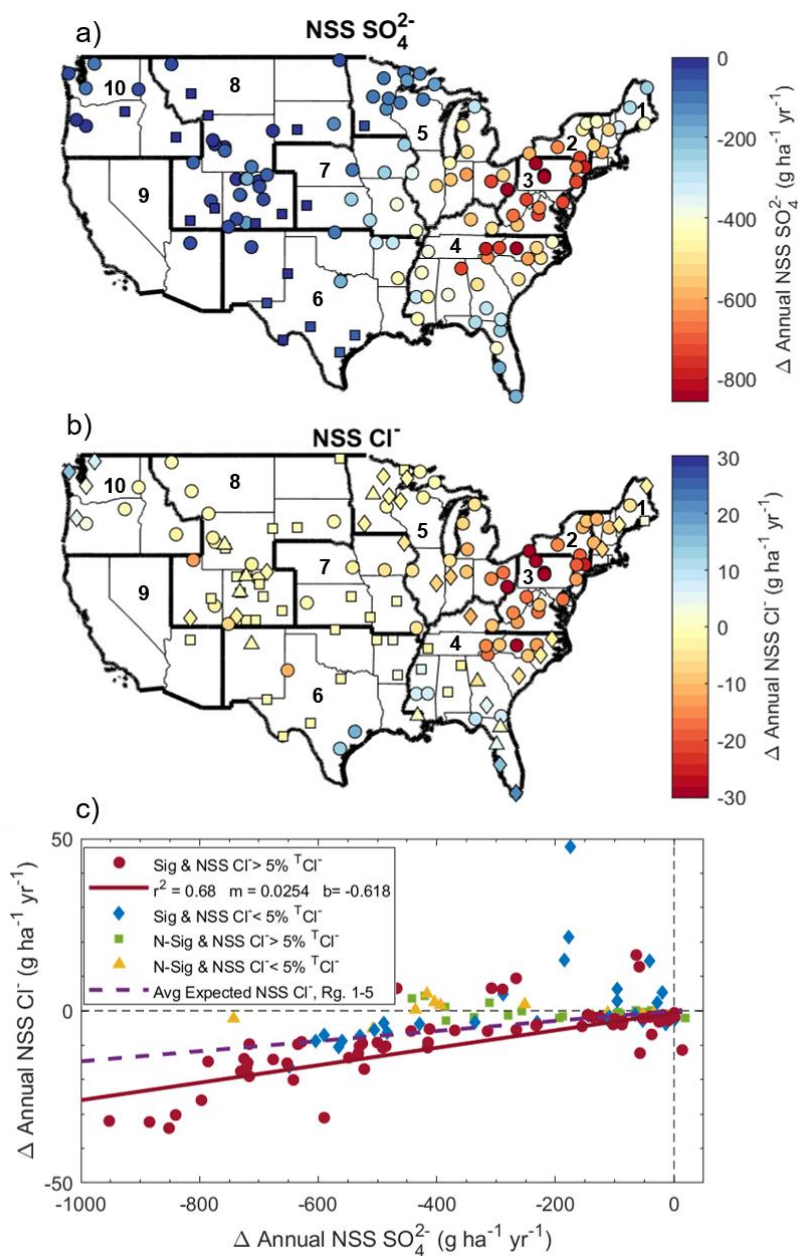 a)
NSS SO₄²⁻
10
8
5
1
2
3
7
9
4
6
0
-200
-400
-600
-800
Δ Annual NSS SO₄²⁻ (g ha⁻¹ yr⁻¹)
b)
NSS Cl⁻
10
8
5
1
2
3
7
9
4
6
30
20
10
0
-10
-20
-30
Δ Annual NSS Cl⁻ (g ha⁻¹ yr⁻¹)
c)
50
0
-50
Δ Annual NSS Cl⁻ (g ha⁻¹ yr⁻¹)
Sig & NSS Cl⁻> 5% ᵀCl⁻
r² = 0.68 m = 0.0254 b= -0.618
Sig & NSS Cl⁻< 5% ᵀCl⁻
N-Sig & NSS Cl⁻> 5% ᵀCl⁻
N-Sig & NSS Cl⁻< 5% ᵀCl⁻
Avg Expected NSS Cl⁻, Rg. 1-5
-1000 -800 -600 -400 -200 0
Δ Annual NSS SO₄²⁻ (g ha⁻¹ yr⁻¹)